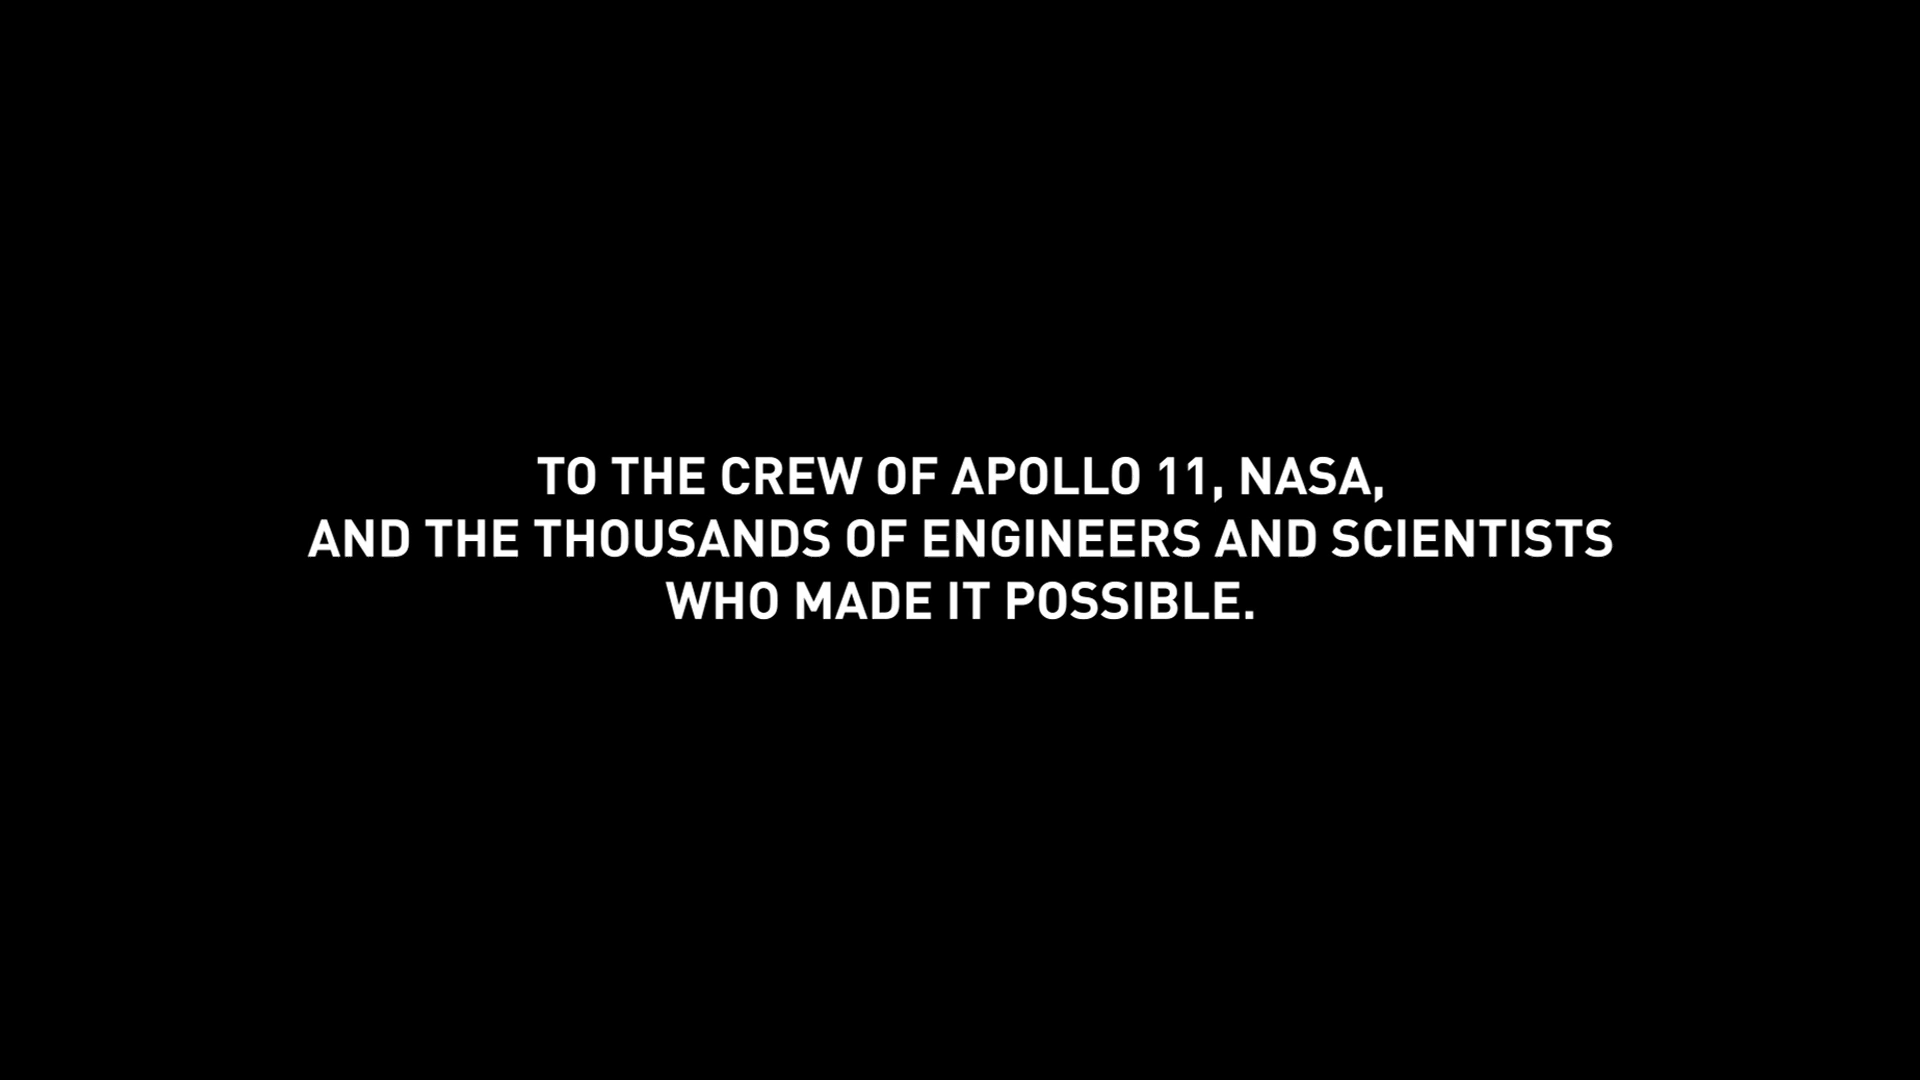 TO THE CREW OF APOLLO 11, NASA,
AND THE THOUSANDS OF ENGINEERS AND SCIENTISTS
WHO MADE IT POSSIBLE.